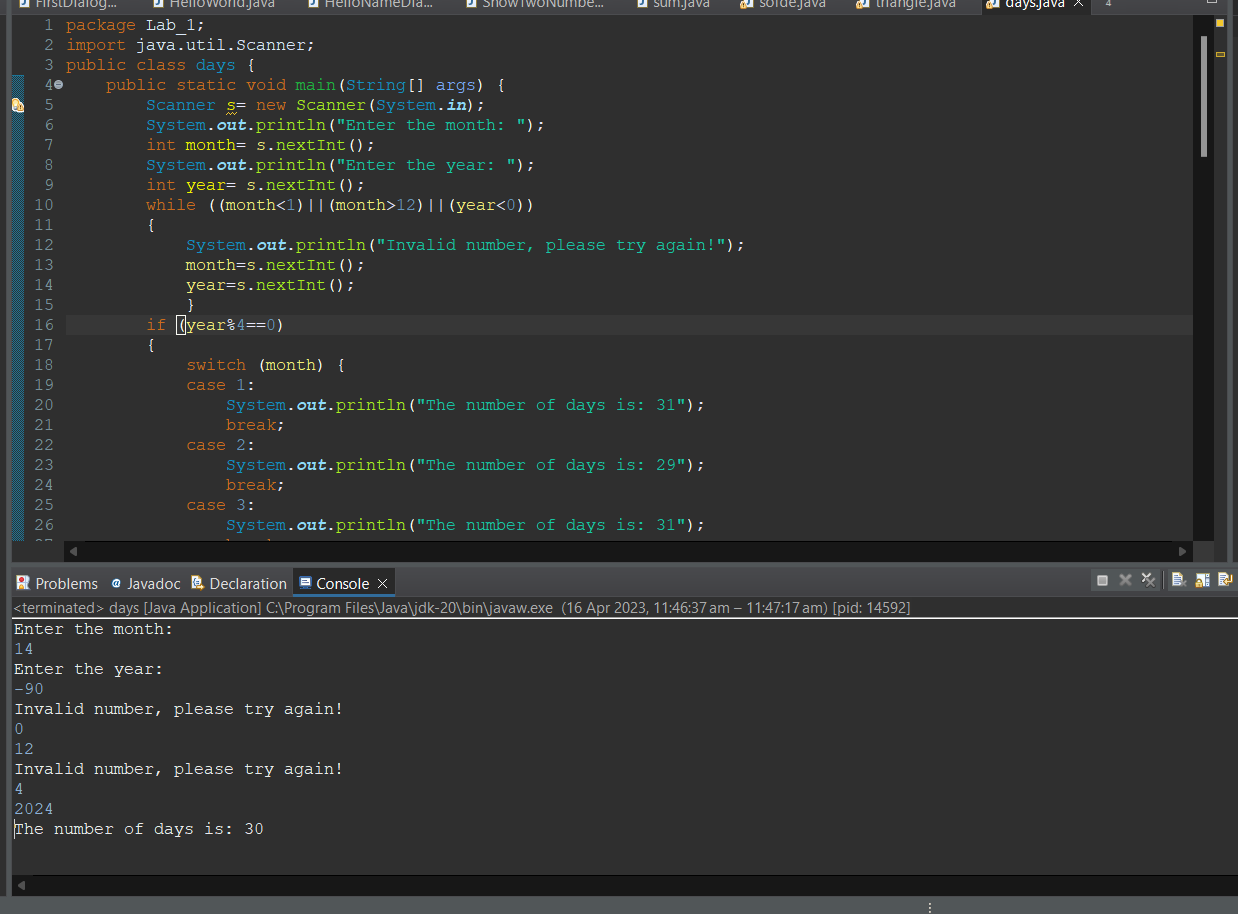 FirstDialog... HelloWorld.java HelloNameDia... ShowTwoNumbe... sum.java triangle.java days.java 4
1 package Lab_1;
2 import java.util.Scanner;
3 public class days {
4 public static void main(String[] args) {
5 Scanner s= new Scanner(System.in);
6 System.out.println("Enter the month: ");
7 int month= s.nextInt();
8 System.out.println("Enter the year: ");
9 int year= s.nextInt();
10 while ((month<1)||(month>12)||(year<0))
11 {
12 System.out.println("Invalid number, please try again!");
13 month=s.nextInt();
14 year=s.nextInt();
15 }
16 if (year%4==0)
17 {
18 switch (month) {
19 case 1:
20 System.out.println("The number of days is: 31");
21 break;
22 case 2:
23 System.out.println("The number of days is: 29");
24 break;
25 case 3:
26 System.out.println("The number of days is: 31");
Problems Javadoc Declaration Console
<terminated> days [Java Application] C:\Program Files\Java\jdk-20\bin\javaw.exe (16 Apr 2023, 11:46:37 am – 11:47:17 am) [pid: 14592]
Enter the month:
14
Enter the year:
-90
Invalid number, please try again!
0
12
Invalid number, please try again!
4
2024
The number of days is: 30